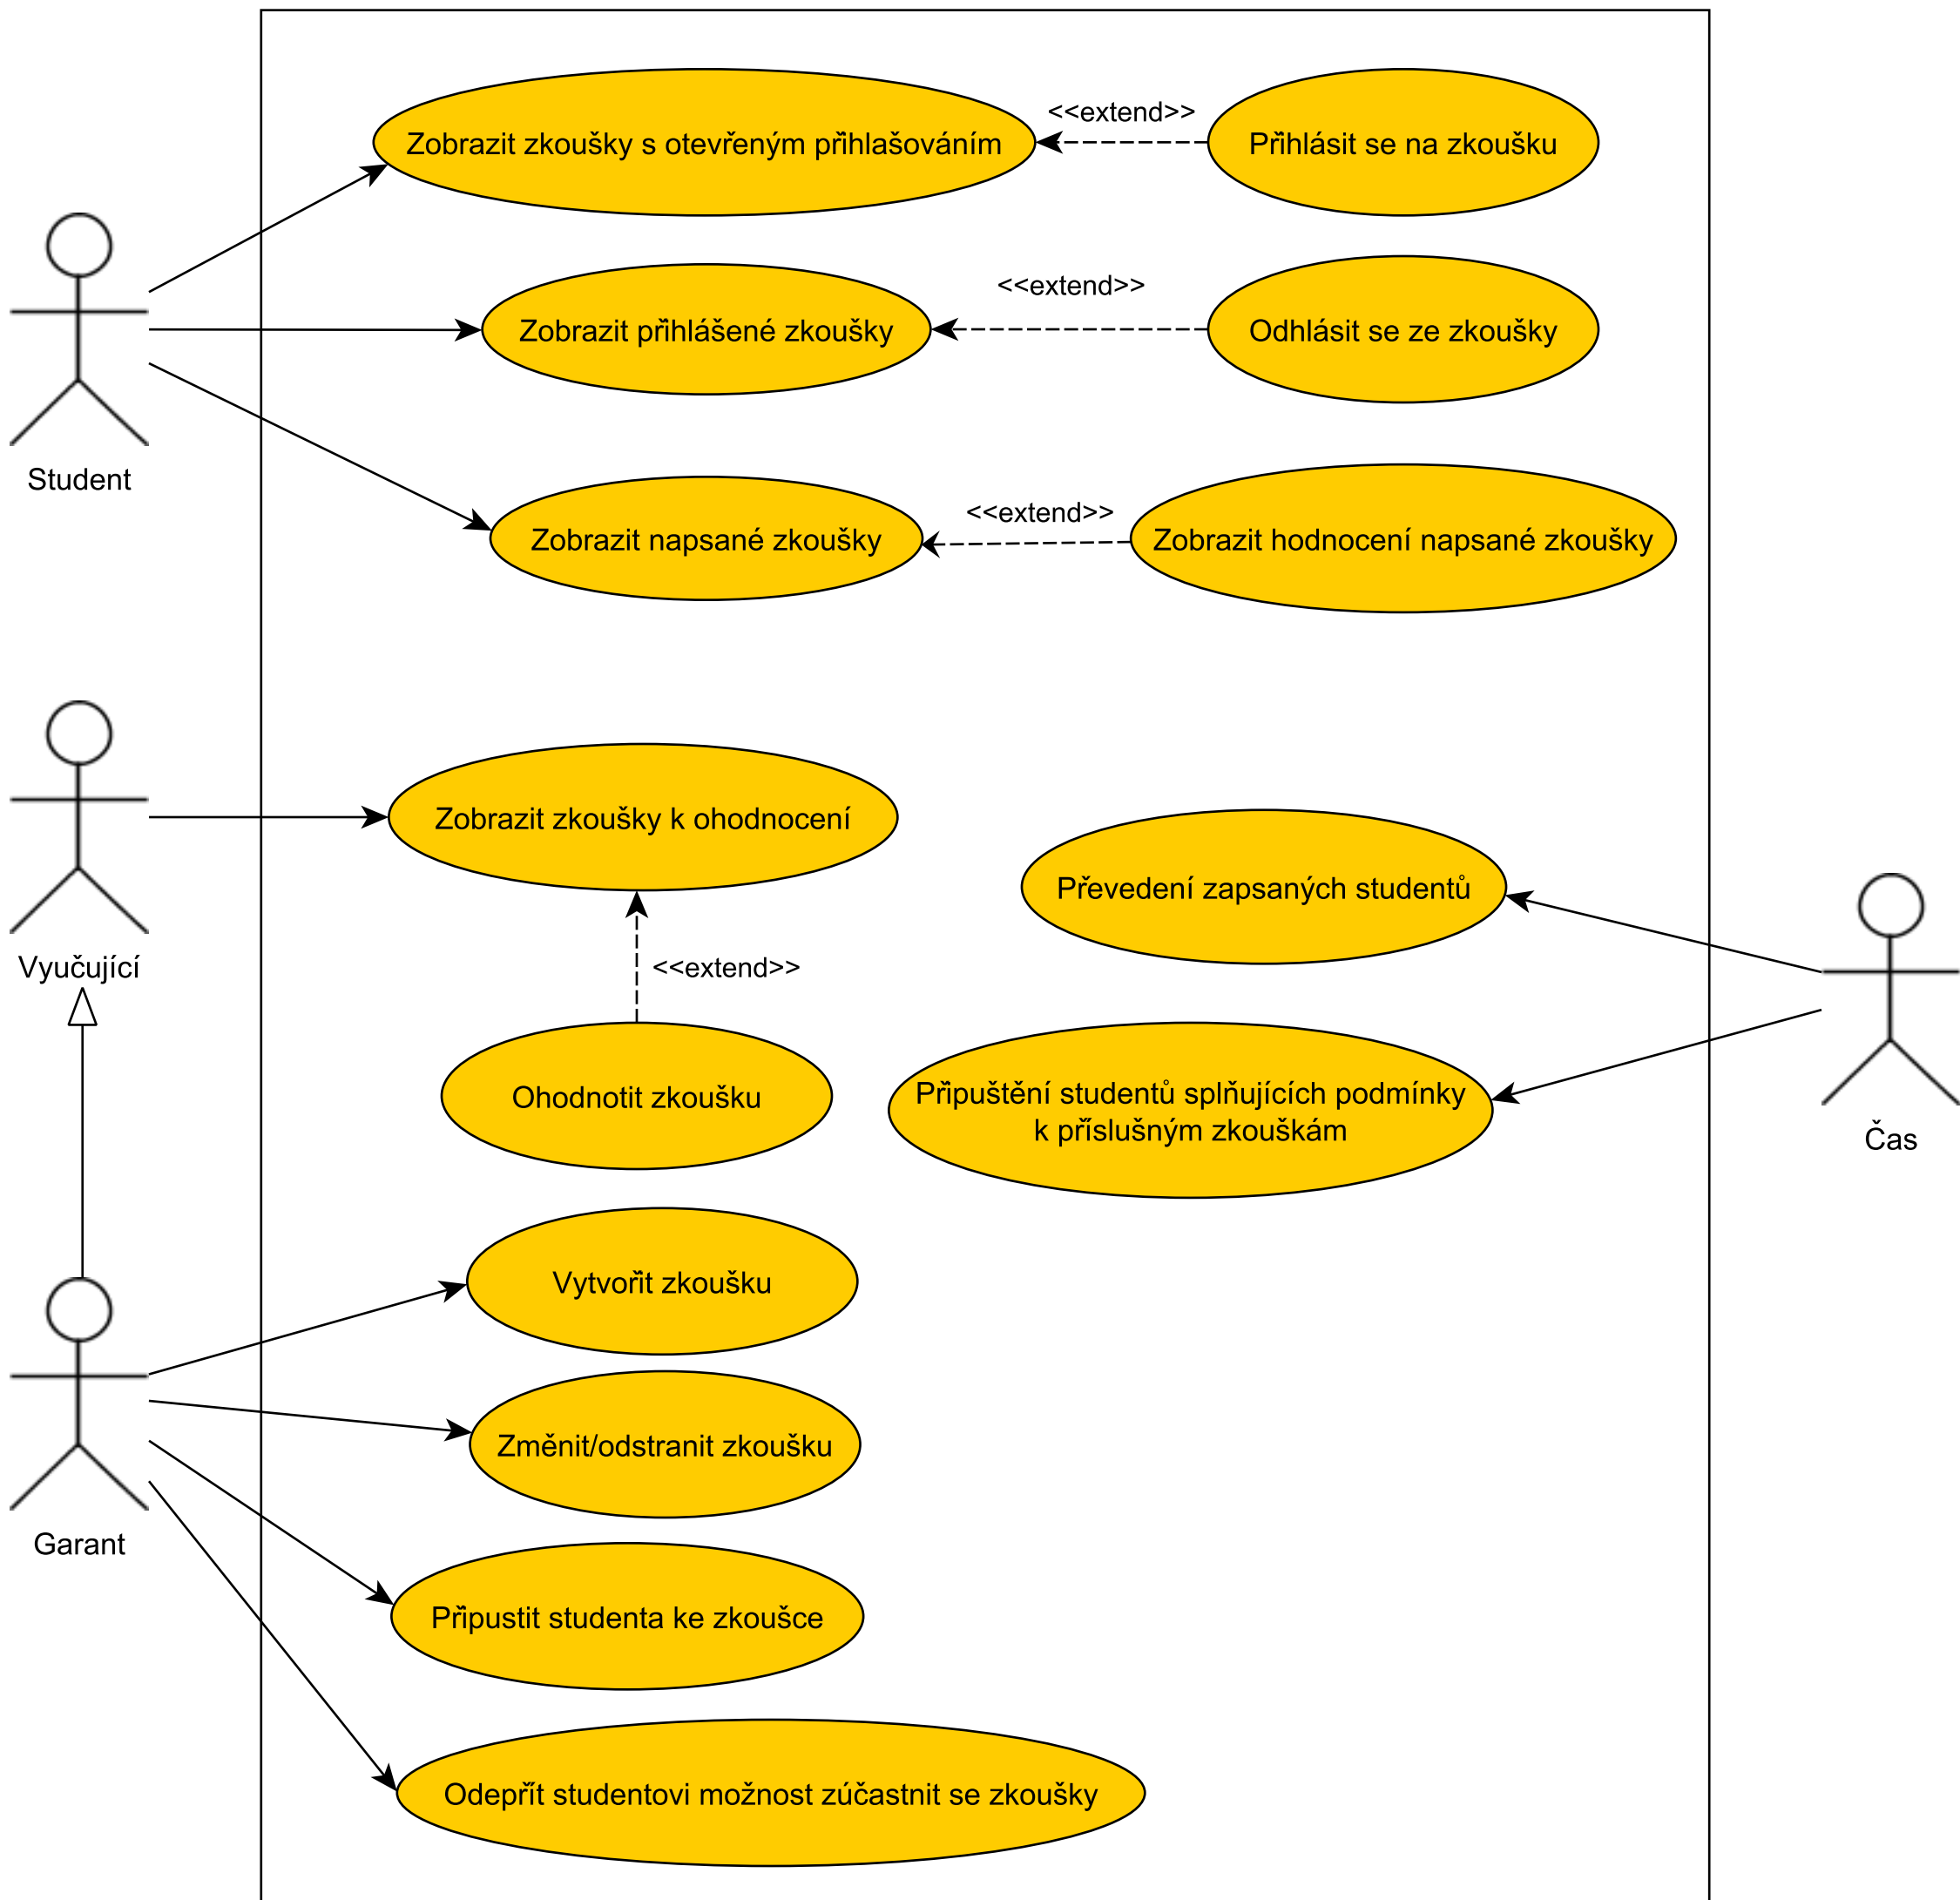 <<extend>>
Zobrazit zkoušky s otevřeným přihlašováním
Přihlásit se na zkoušku
<<extend>>
Zobrazit přihlášené zkoušky
Odhlásit se ze zkoušky
Student
<<extend>>
Zobrazit napsané zkoušky
Zobrazit hodnocení napsané zkoušky
Zobrazit zkoušky k ohodnocení
Převedení zapsaných studentů
Vyučující
<<extend>>
Ohodnotit zkoušku
Připuštění studentů splňujících podmínky
k příslušným zkouškám
Čas
Vytvořit zkoušku
Změnit/odstranit zkoušku
Garant
Připustit studenta ke zkoušce
Odepřít studentovi možnost zúčastnit se zkoušky